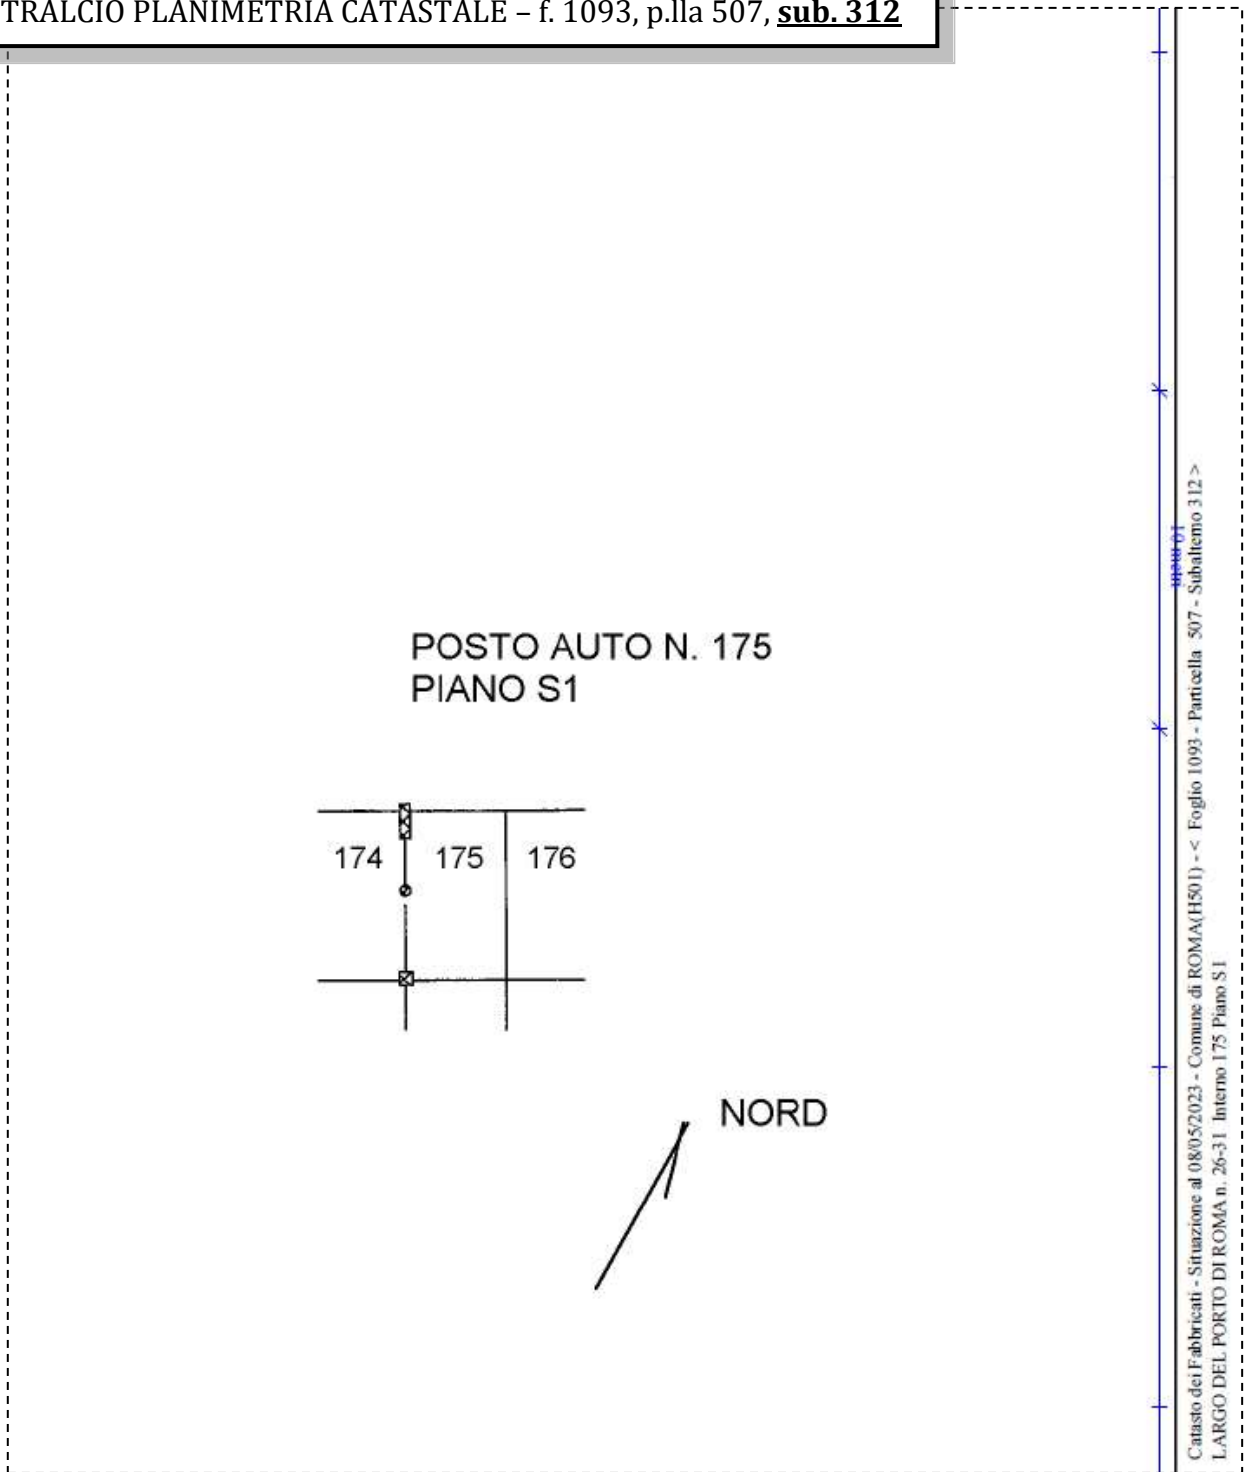 TRALCIO PLANIMETRIA CATASTALE – f. 1093, p.lla 507, sub. 312
POSTO AUTO N. 175
PIANO S1
174 175 176
NORD
10 metri
Catasto dei Fabbricati - Situazione al 08/05/2023 - Comune di ROMA(H501) - < Foglio 1093 - Particella 507 - Subalterno 312 >
LARGO DEL PORTO DI ROMA n. 26-31 Interno 175 Piano S1